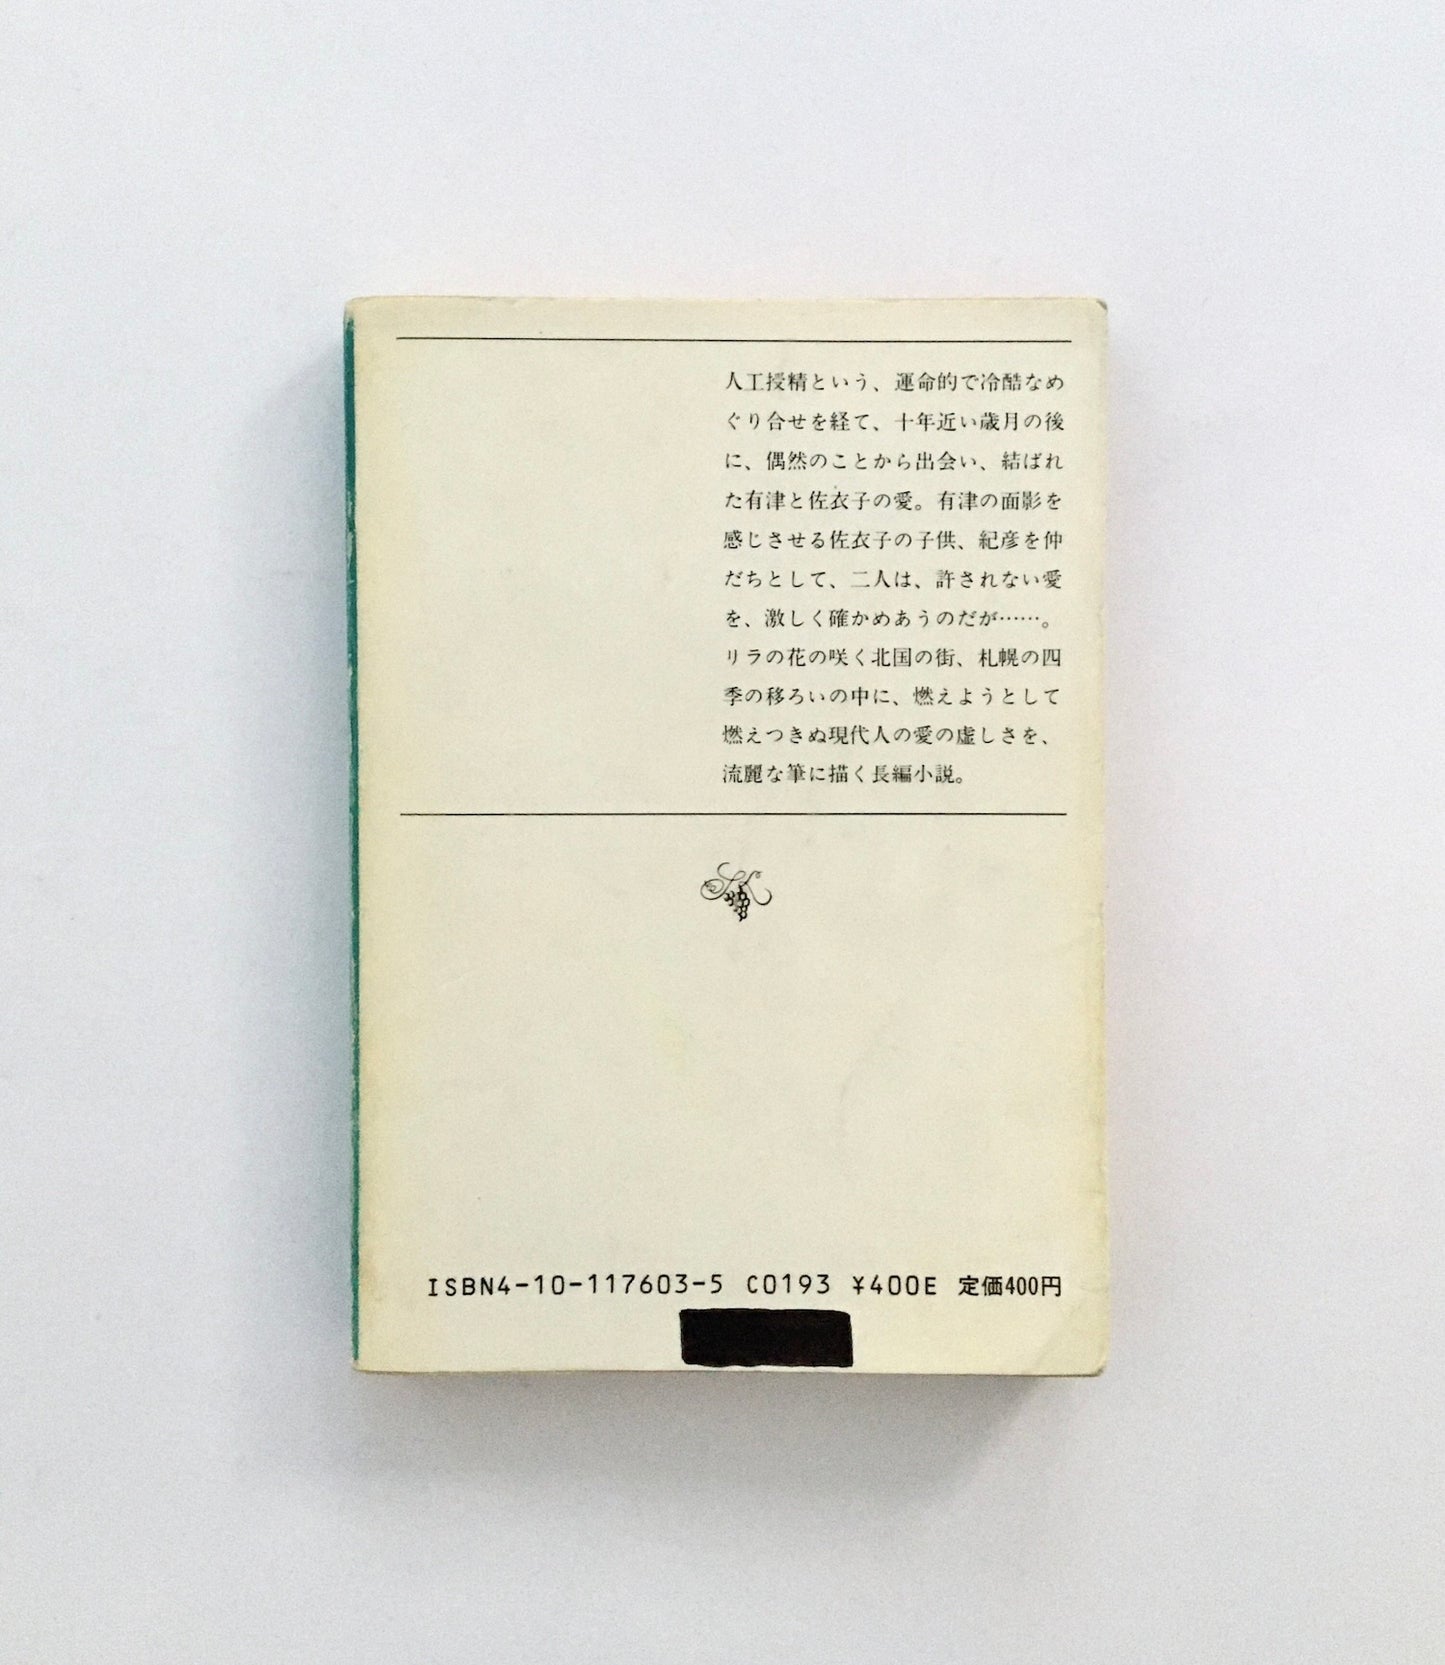 人工授精という、運命的で冷酷なめ
ぐり合せを経て、十年近い歳月の後
に、偶然のことから出会い、結ばれ
た有津と佐衣子の愛。有津の面影を
感じさせる佐衣子の子供、紀彦を仲
だちとして、二人は、許されない愛
を、激しく確かめあうのだが……。
リラの花の咲く北国の街、札幌の四
季の移ろいの中に、燃えようとして
燃えつきぬ現代人の愛の虚しさを、
流麗な筆に描く長編小説。
SK
ISBN4-10-117603-5 C0193 ¥400E 定価400円